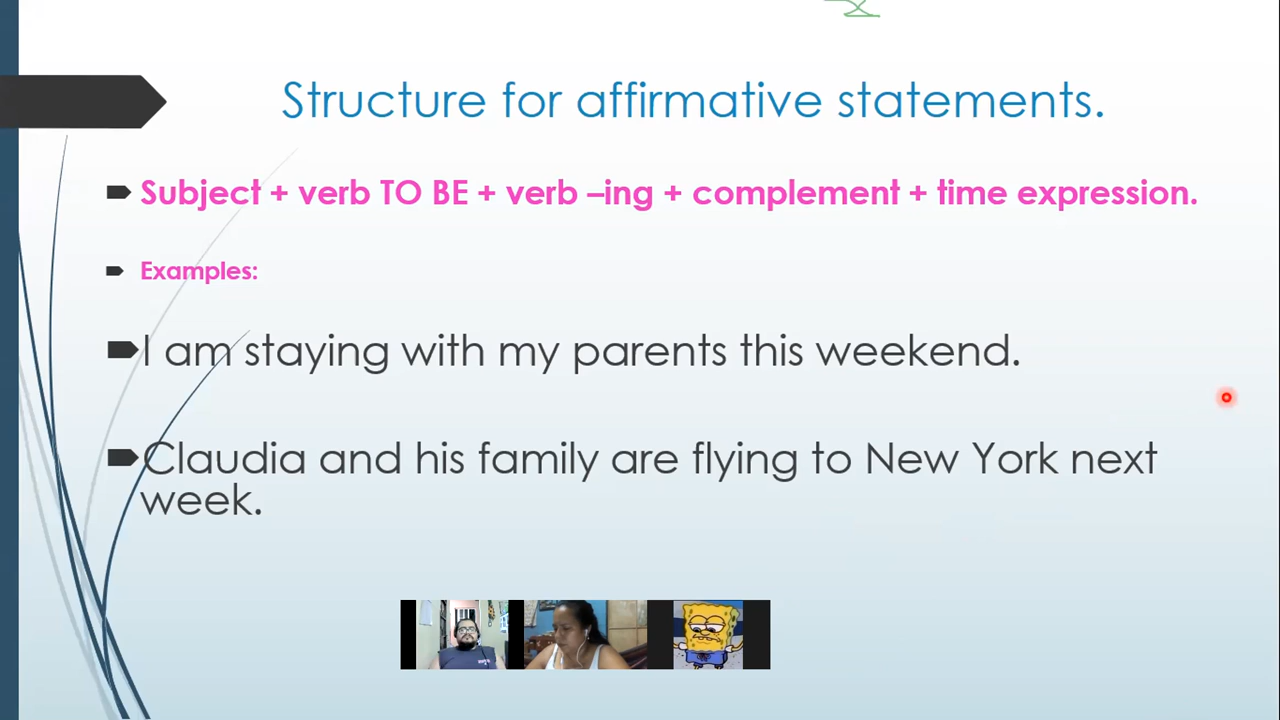 Structure for affirmative statements.
Subject + verb TO BE + verb –ing + complement + time expression.
Examples:
I am staying with my parents this weekend.
Claudia and his family are flying to New York next
week.